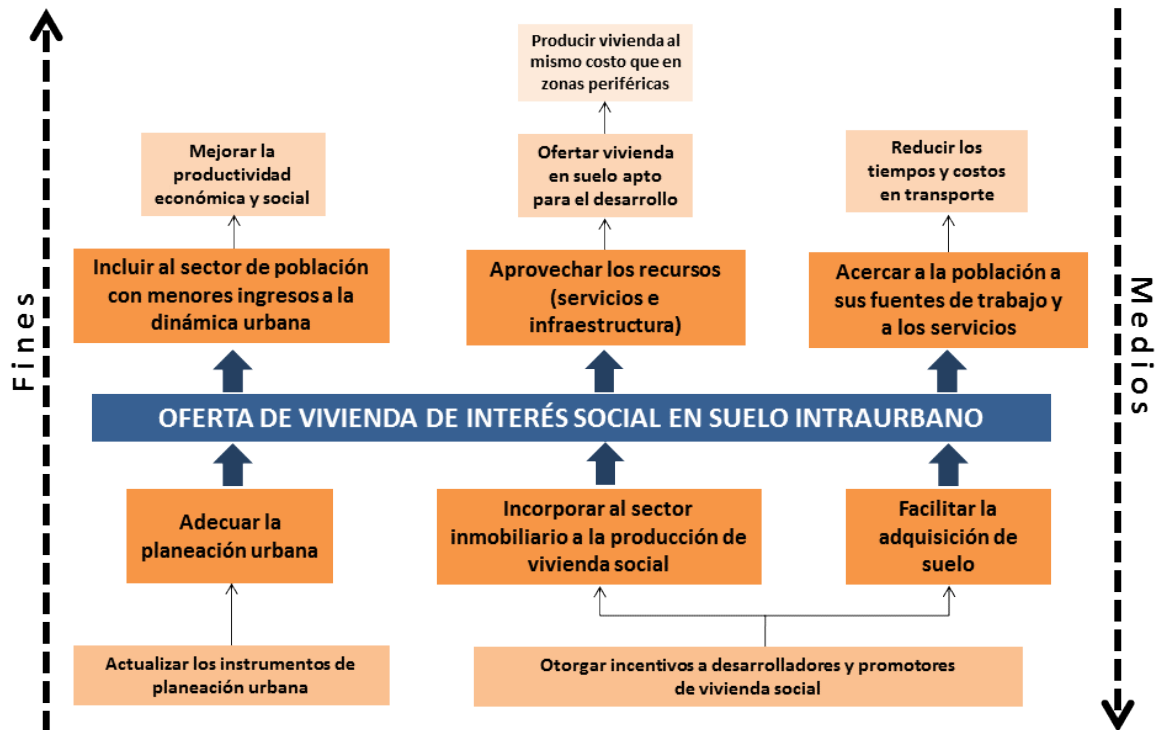 Producir vivienda al
mismo costo que en
zonas periféricas
Mejorar la
productividad
económica y social
Ofertar vivienda
en suelo apto
para el desarrollo
Reducir los
tiempos y costos
en transporte
Incluir al sector de población
con menores ingresos a la
dinámica urbana
Aprovechar los recursos
(servicios e
infraestructura)
Acercar a la población a
sus fuentes de trabajo y
a los servicios
Fines
Medios
OFERTA DE VIVIENDA DE INTERÉS SOCIAL EN SUELO INTRAURBANO
Adecuar la
planeación urbana
Incorporar al sector
inmobiliario a la producción de
vivienda social
Facilitar la
adquisición de
suelo
Actualizar los instrumentos de
planeación urbana
Otorgar incentivos a desarrolladores y promotores
de vivienda social